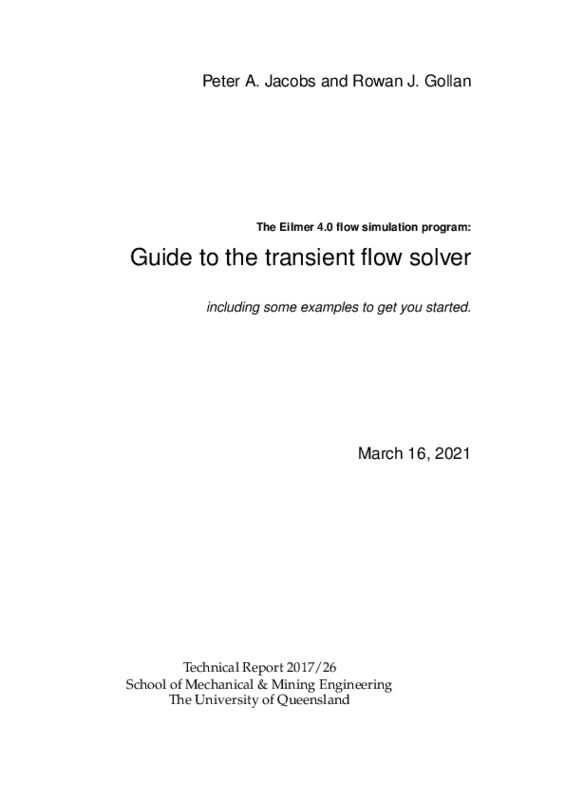 Peter A. Jacobs and Rowan J. Gollan
The Eilmer 4.0 flow simulation program:
Guide to the transient flow solver
including some examples to get you started.
March 16, 2021
Technical Report 2017/26
School of Mechanical & Mining Engineering
The University of Queensland